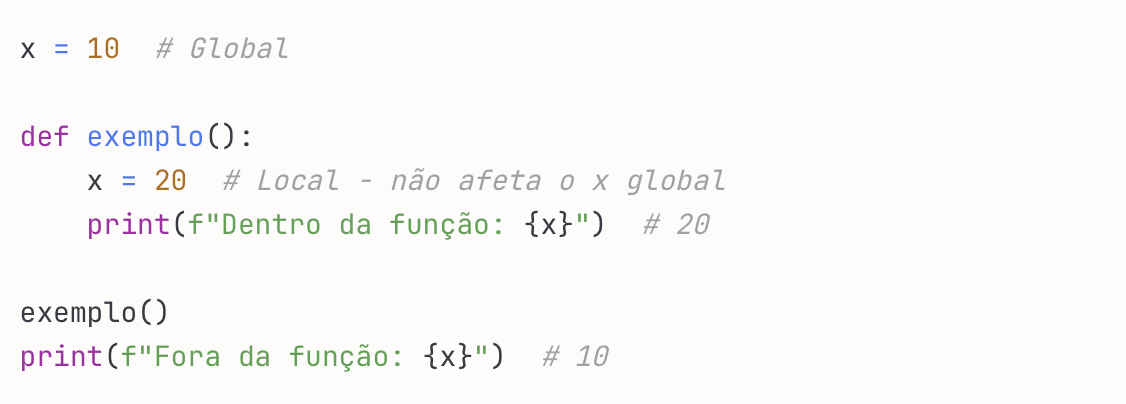 x = 10  # Global
def exemplo():
    x = 20  # Local - não afeta o x global
    print(f"Dentro da função: {x}")  # 20
exemplo()
print(f"Fora da função: {x}")  # 10